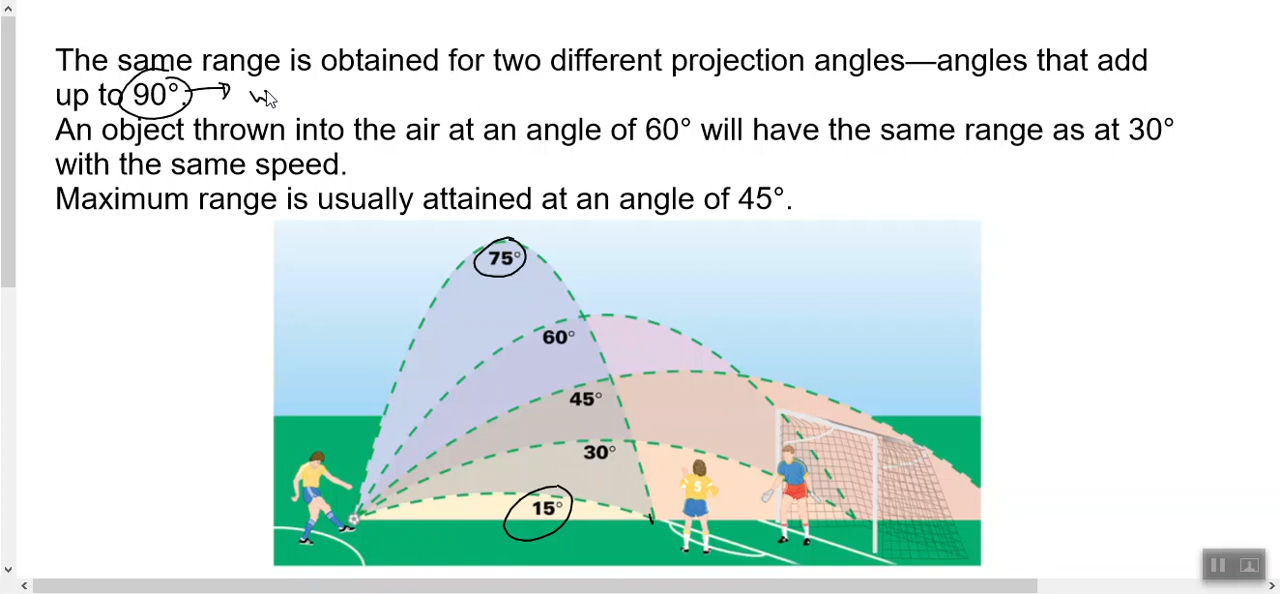 The same range is obtained for two different projection angles—angles that add
up to 90°.
An object thrown into the air at an angle of 60° will have the same range as at 30°
with the same speed.
Maximum range is usually attained at an angle of 45°.
75°
60°
45°
30°
15°
5